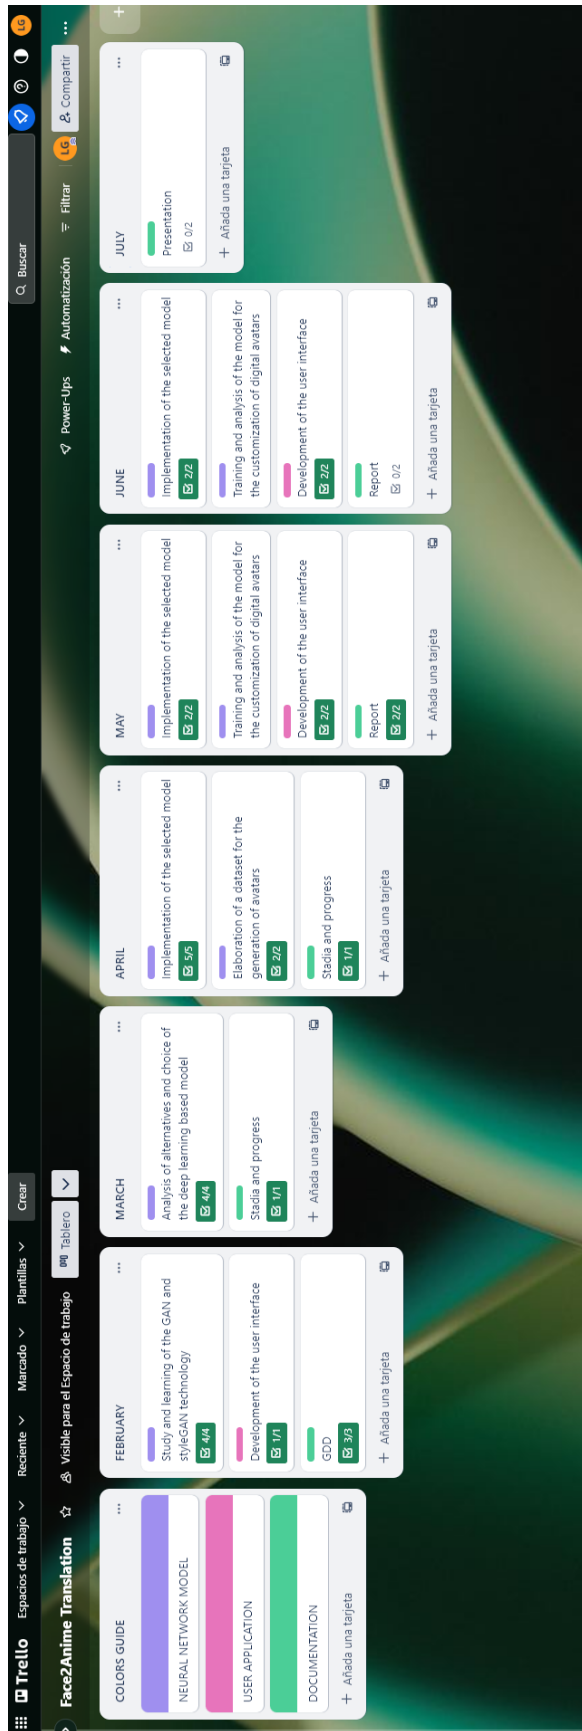 Trello
Espacios de trabajo
Reciente
Marcado
Plantillas
Crear
Buscar
LG
Face2Anime Translation
Visible para el Espacio de trabajo
Tablero
Power-Ups
Automatización
Filtrar
LG
Compartir
COLORS GUIDE
NEURAL NETWORK MODEL
USER APPLICATION
DOCUMENTATION
+ Añada una tarjeta
FEBRUARY
Study and learning of the GAN and
styleGAN technology
4/4
Development of the user interface
1/1
GDD
3/3
+ Añada una tarjeta
MARCH
Analysis of alternatives and choice of
the deep learning based model
4/4
Stadia and progress
1/1
+ Añada una tarjeta
APRIL
Implementation of the selected model
5/5
Elaboration of a dataset for the
generation of avatars
2/2
Stadia and progress
1/1
+ Añada una tarjeta
MAY
Implementation of the selected model
2/2
Training and analysis of the model for
the customization of digital avatars
Development of the user interface
2/2
Report
2/2
+ Añada una tarjeta
JUNE
Implementation of the selected model
2/2
Training and analysis of the model for
the customization of digital avatars
Development of the user interface
2/2
Report
0/2
+ Añada una tarjeta
JULY
Presentation
0/2
+ Añada una tarjeta